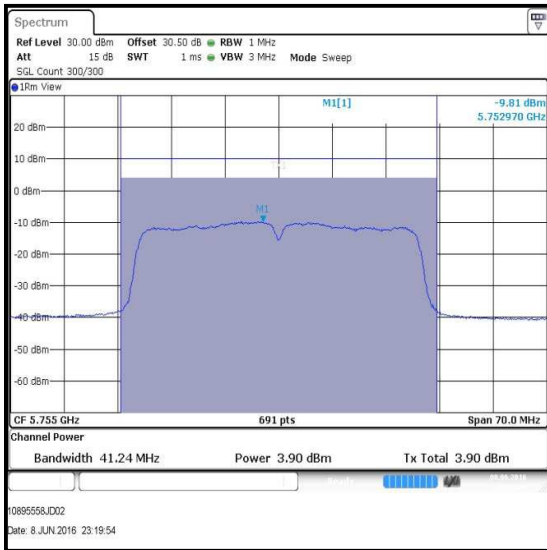 Spectrum
Ref Level 30.00 dBm Offset 30.50 dB RBW 1 MHz
Att 15 dB SWT 1 ms VBW 3 MHz Mode Sweep
SGL Count 300/300
1Rm View
M1[1] -9.81 dBm
5.752970 GHz
20 dBm
10 dBm
0 dBm
M1
-10 dBm
-20 dBm
-30 dBm
-40 dBm
-50 dBm
-60 dBm
CF 5.755 GHz 691 pts Span 70.0 MHz
Channel Power
Bandwidth 41.24 MHz Power 3.90 dBm Tx Total 3.90 dBm
Ready
10895558JD02
Date: 8.JUN.2016 23:19:54